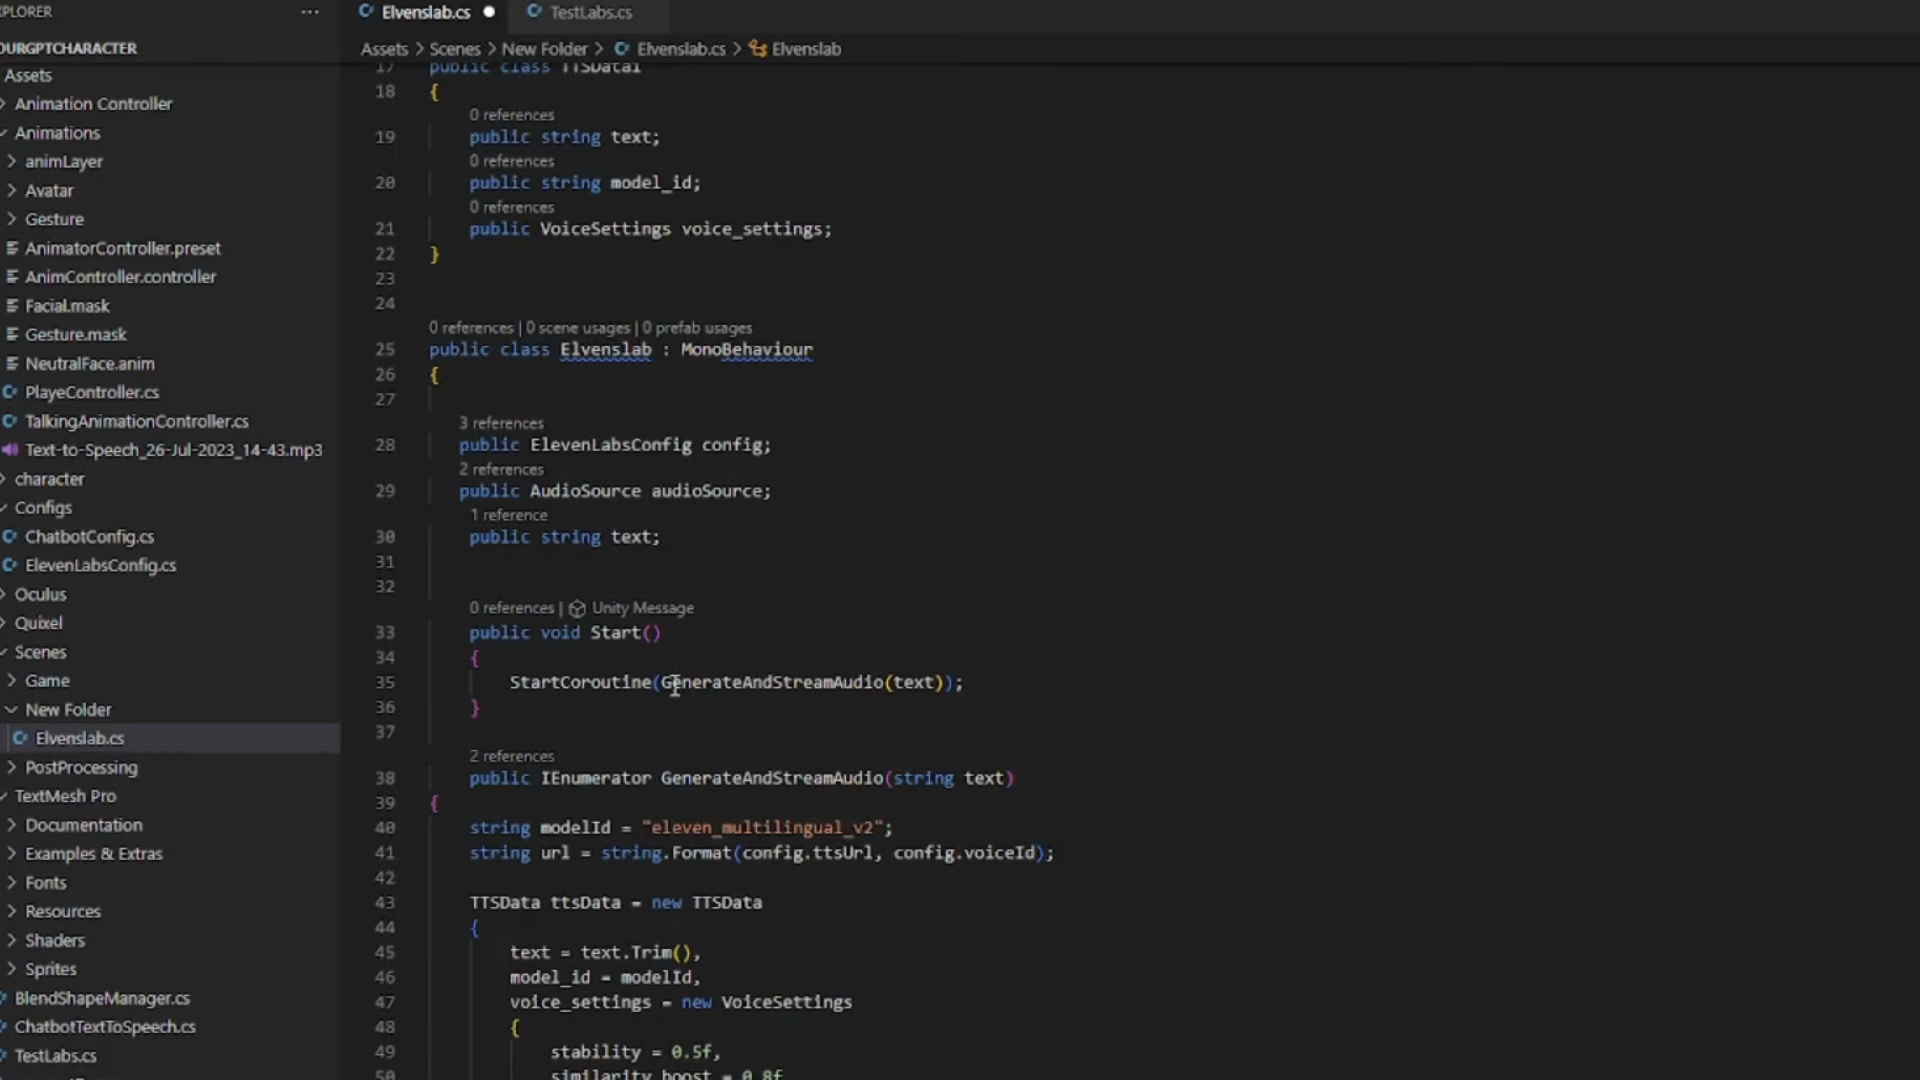 PLORER ···
OURGPTCHARACTER
Assets
Animation Controller
Animations
animLayer
Avatar
Gesture
AnimatorController.preset
AnimController.controller
Facial.mask
Gesture.mask
NeutralFace.anim
PlayeController.cs
TalkingAnimationController.cs
Text-to-Speech_26-Jul-2023_14-43.mp3
character
Configs
ChatbotConfig.cs
ElevenLabsConfig.cs
Oculus
Quixel
Scenes
Game
New Folder
Elvenslab.cs
PostProcessing
TextMesh Pro
Documentation
Examples & Extras
Fonts
Resources
Shaders
Sprites
BlendShapeManager.cs
ChatbotTextToSpeech.cs
TestLabs.cs
Elvenslab.cs ● TestLabs.cs
Assets > Scenes > New Folder > Elvenslab.cs > Elvenslab
17 public class TTSData1
18 {
0 references
19 public string text;
0 references
20 public string model_id;
0 references
21 public VoiceSettings voice_settings;
22 }
23
24
0 references | 0 scene usages | 0 prefab usages
25 public class Elvenslab : MonoBehaviour
26 {
27
3 references
28 public ElevenLabsConfig config;
2 references
29 public AudioSource audioSource;
1 reference
30 public string text;
31
32
0 references | Unity Message
33 public void Start()
34 {
35 StartCoroutine(GenerateAndStreamAudio(text));
36 }
37
2 references
38 public IEnumerator GenerateAndStreamAudio(string text)
39 {
40 string modelId = "eleven_multilingual_v2";
41 string url = string.Format(config.ttsUrl, config.voiceId);
42
43 TTSData ttsData = new TTSData
44 {
45 text = text.Trim(),
46 model_id = modelId,
47 voice_settings = new VoiceSettings
48 {
49 stability = 0.5f,
50 similarity_boost = 0.8f